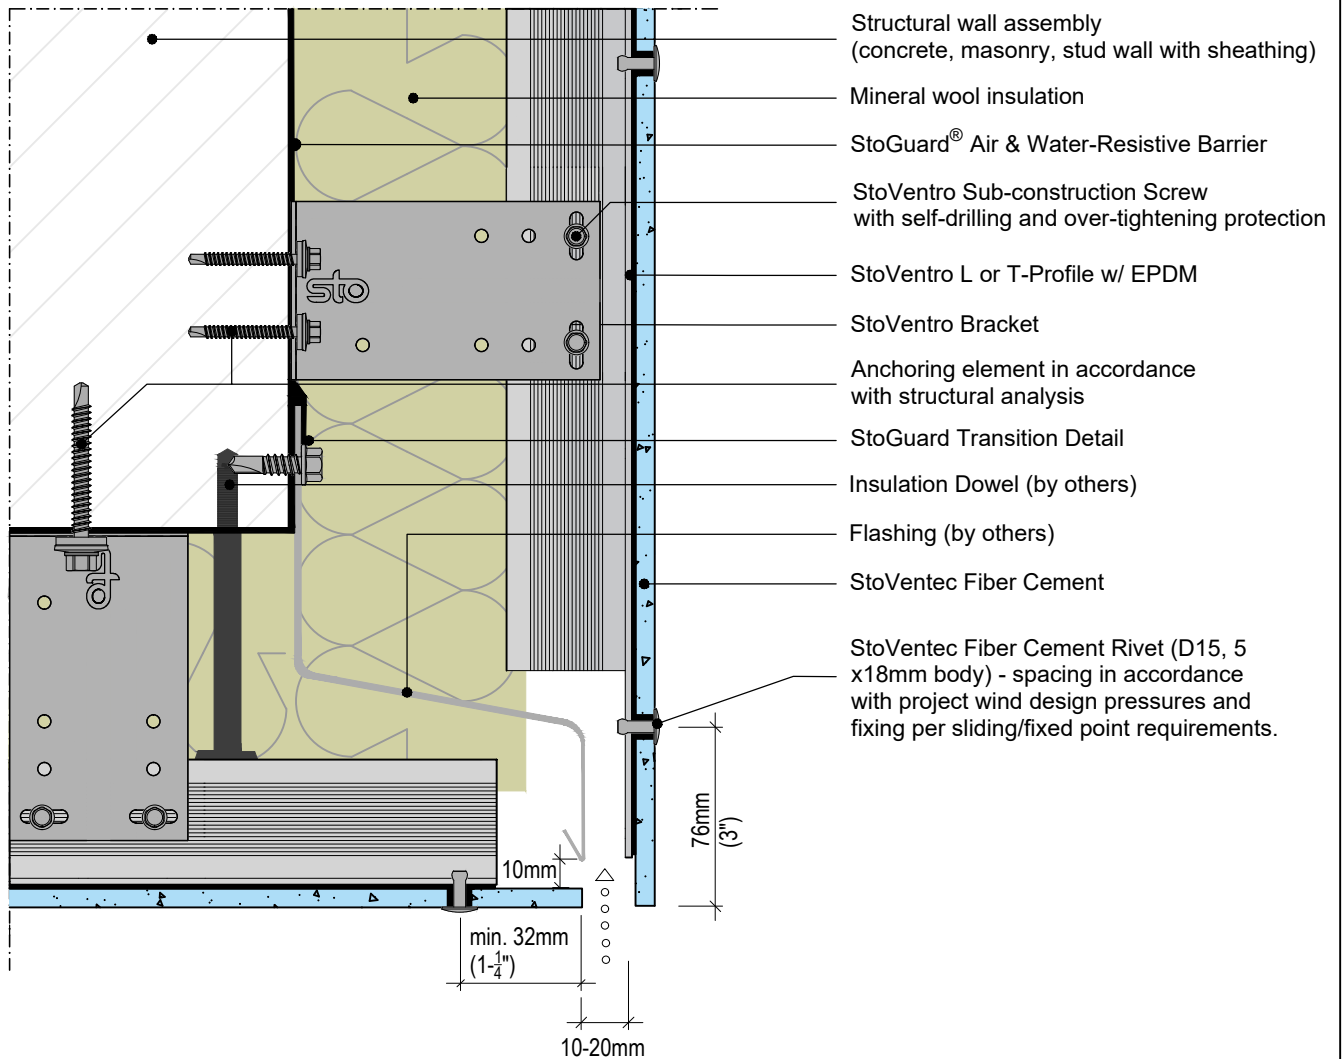 Structural wall assembly
(concrete, masonry, stud wall with sheathing)
Mineral wool insulation
StoGuard® Air & Water-Resistive Barrier
StoVentro Sub-construction Screw
with self-drilling and over-tightening protection
sto
StoVentro L or T-Profile w/ EPDM
StoVentro Bracket
Anchoring element in accordance
with structural analysis
StoGuard Transition Detail
Insulation Dowel (by others)
Flashing (by others)
sto
StoVentec Fiber Cement
StoVentec Fiber Cement Rivet (D15, 5
x18mm body) - spacing in accordance
with project wind design pressures and
fixing per sliding/fixed point requirements.
76mm
(3")
10mm
min. 32mm
(1-1/4")
10-20mm